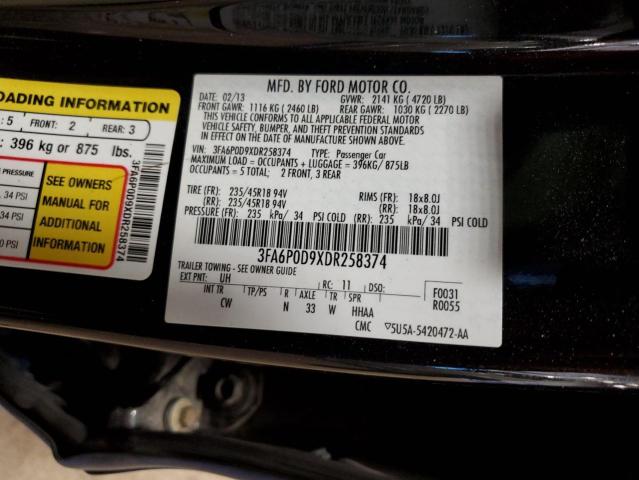 OADING INFORMATION
: 5 FRONT: 2 REAR: 3
: 396 kg or 875 lbs.
PRESSURE
. 34 PSI
34 PSI
0 PSI
SEE OWNERS
MANUAL FOR
ADDITIONAL
INFORMATION
3FA6P0D9XDR258374
MFD. BY FORD MOTOR CO.
DATE: 02/13 GVWR: 2141 KG ( 4720 LB)
FRONT GAWR: 1116 KG ( 2460 LB) REAR GAWR: 1030 KG ( 2270 LB)
THIS VEHICLE CONFORMS TO ALL APPLICABLE FEDERAL MOTOR
VEHICLE SAFETY, BUMPER, AND THEFT PREVENTION STANDARDS
IN EFFECT ON THE DATE OF MANUFACTURE SHOWN ABOVE.
VIN: 3FA6P0D9XDR258374 TYPE: Passenger Car
MAXIMUM LOAD = OCCUPANTS + LUGGAGE = 396KG/ 875LB
OCCUPANTS = 5 TOTAL; 2 FRONT, 3 REAR
TIRE (FR): 235/45R18 94V RIMS (FR): 18x8.0J
(RR): 235/45R18 94V (RR): 18x8.0J
PRESSURE (FR): 235 kPa/ 34 PSI COLD (RR): 235 kPa/ 34 PSI COLD
3FA6P0D9XDR258374
TRAILER TOWING - SEE OWNER GUIDE
EXT PNT: UH RC: 11 DSO: F0031
INT TR TP/PS R AXLE TR SPR R0055
CW N 33 W HHAA
CMC ▽5U5A-5420472-AA